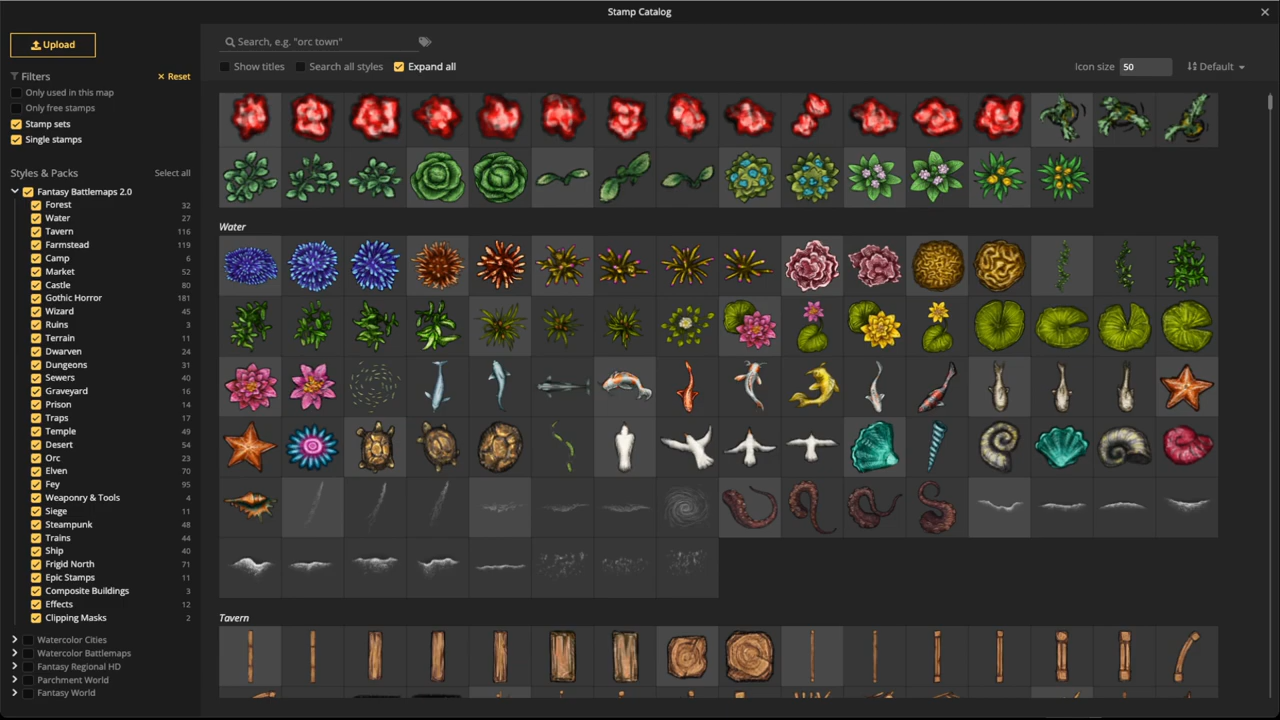 Stamp Catalog
Upload
Search, e.g. "orc town"
Filters
Reset
Show titles
Search all styles
Expand all
Icon size
50
Default
Only used in this map
Only free stamps
Stamp sets
Single stamps
Styles & Packs
Select all
Fantasy Battlemaps 2.0
Forest 32
Water 27
Tavern 116
Farmstead 119
Camp 6
Market 52
Castle 80
Gothic Horror 181
Wizard 45
Ruins 3
Terrain 11
Dwarven 24
Dungeons 31
Sewers 40
Graveyard 16
Prison 14
Traps 17
Temple 49
Desert 54
Orc 23
Elven 70
Fey 95
Weaponry & Tools 4
Siege 11
Steampunk 48
Trains 44
Ship 40
Frigid North 71
Epic Stamps 11
Composite Buildings 3
Effects 12
Clipping Masks 2
Watercolor Cities
Watercolor Battlemaps
Fantasy Regional HD
Parchment World
Fantasy World
Water
Tavern